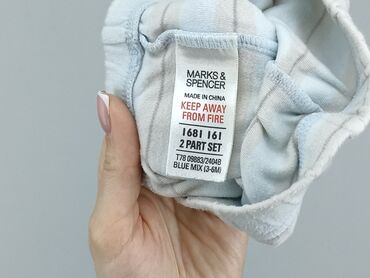 MARKS &
SPENCER
MADE IN CHINA
KEEP AWAY
FROM FIRE
1681 161
2 PART SET
T78 09883/2404B
BLUE MIX (3-6M)